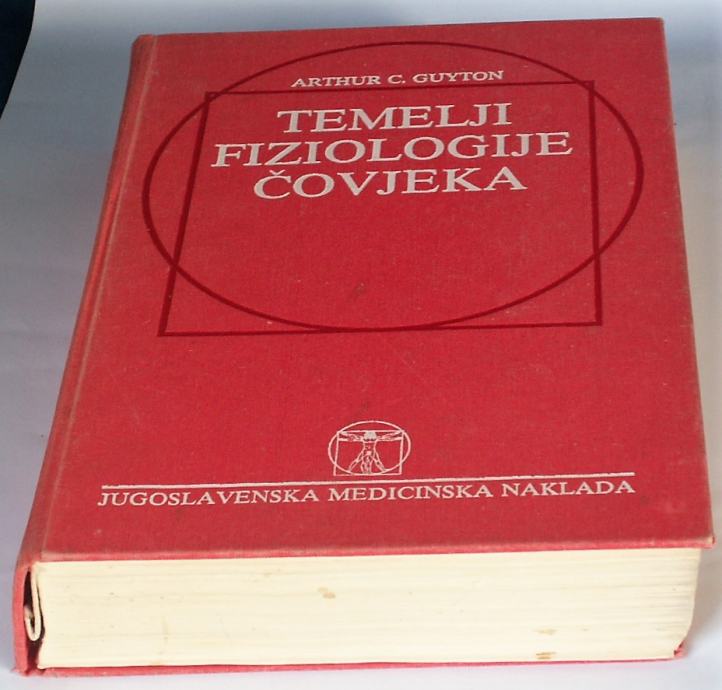 ARTHUR C. GUYTON
TEMELJI
FIZIOLOGIJE
ČOVJEKA
JUGOSLAVENSKA MEDICINSKA NAKLADA